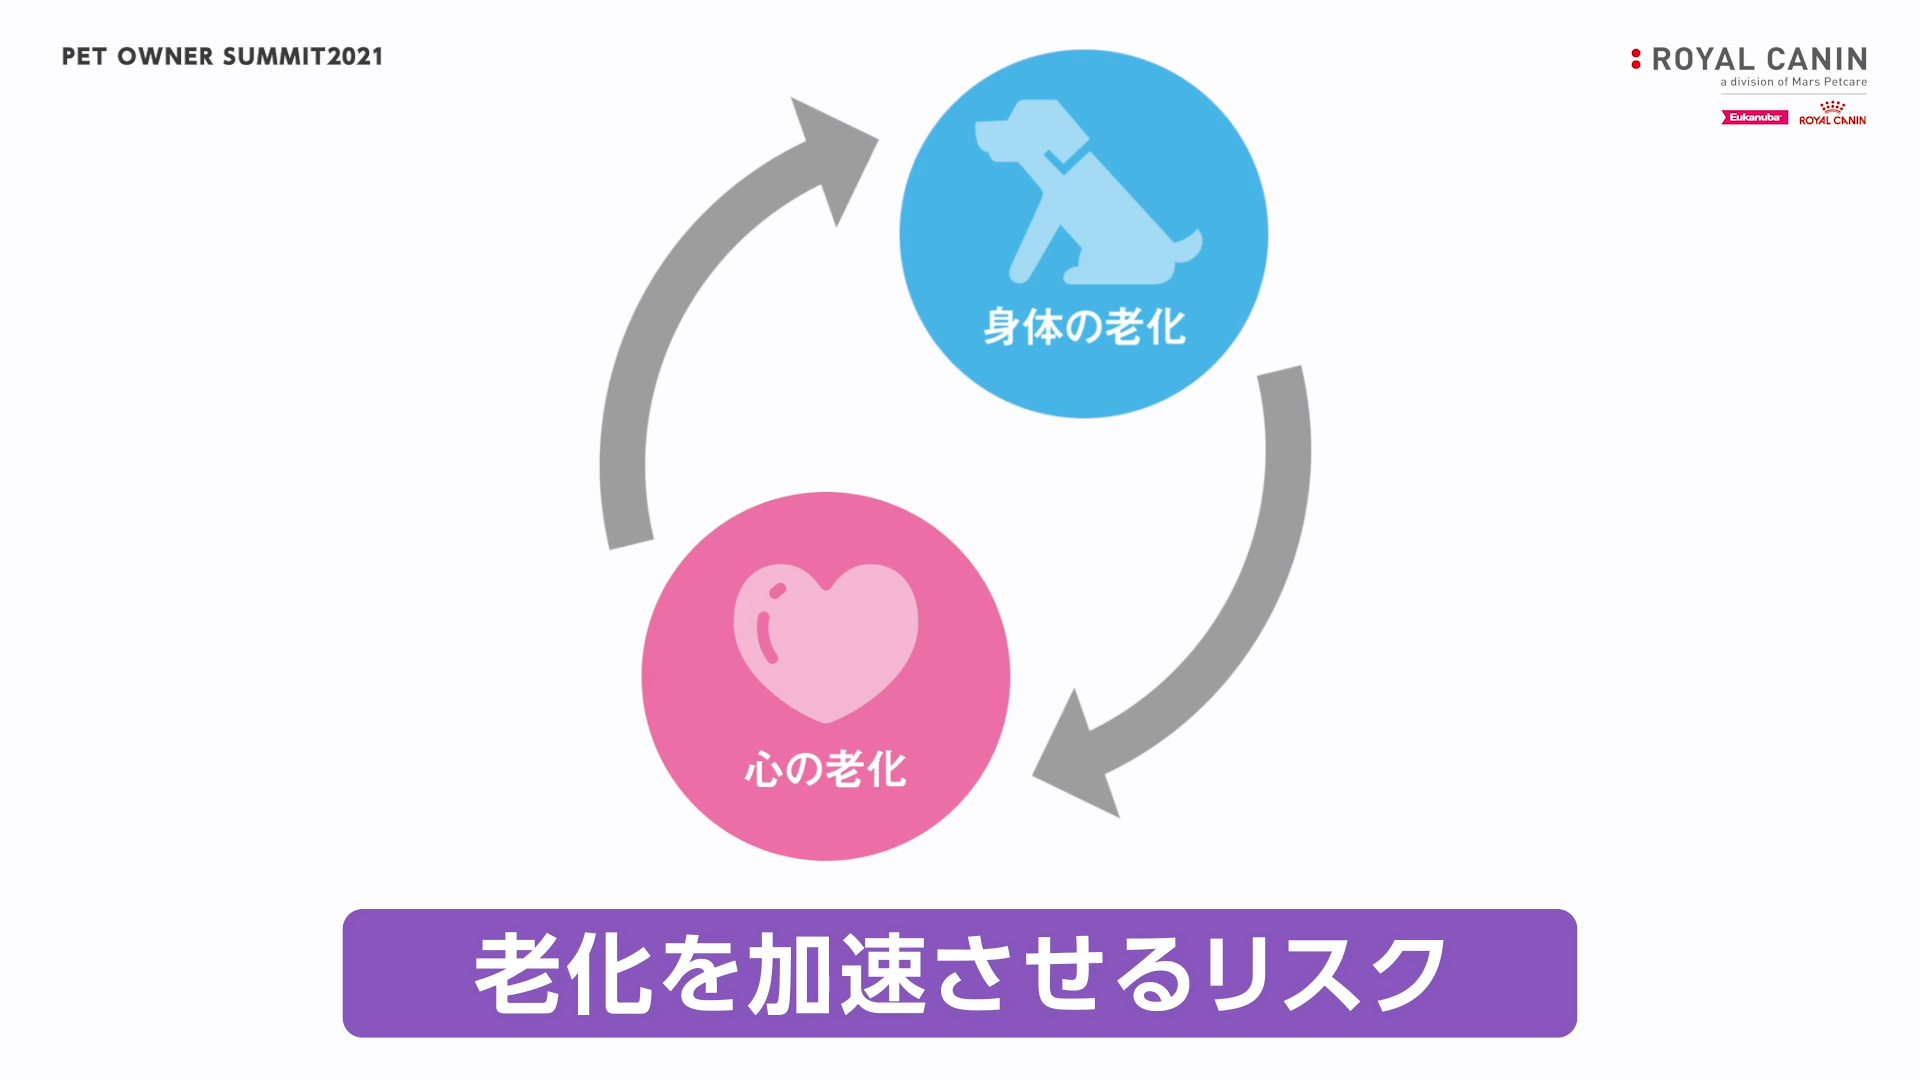 PET OWNER SUMMIT2021
ROYAL CANIN
a division of Mars Petcare
Eukanuba
ROYAL CANIN
身体の老化
心の老化
老化を加速させるリスク